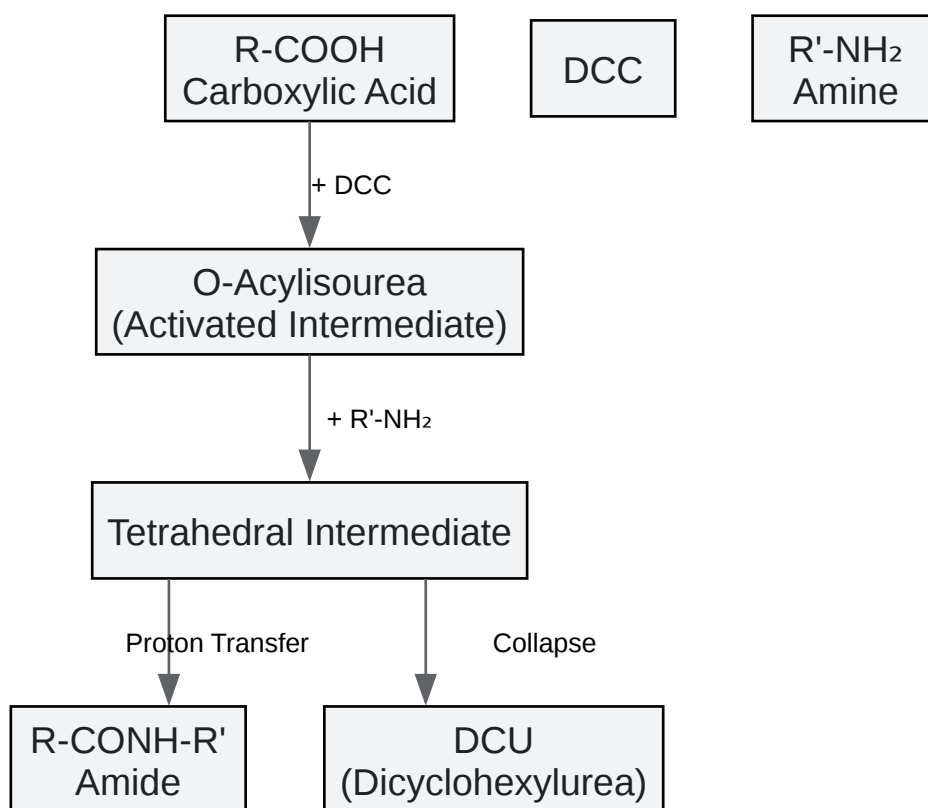 R-COOH
Carboxylic Acid
DCC
R'-NH₂
Amine
+ DCC
O-Acylisourea
(Activated Intermediate)
+ R'-NH₂
Tetrahedral Intermediate
Proton Transfer
Collapse
R-CONH-R'
Amide
DCU
(Dicyclohexylurea)